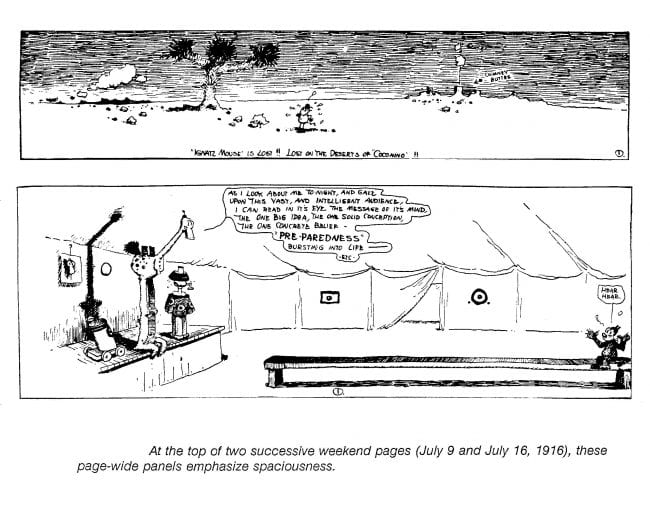 CHIMNEY
BUTTES
'IGNATZ MOUSE' IS LOST !! LOST ON THE DESERTS OF 'COCONINO' !!
AS I LOOK ABOUT ME TO-NIGHT, AND GAZE
UPON THIS VAST, AND INTELLIGENT AUDIENCE,
I CAN READ IN IT'S EYE THE MESSAGE OF IT'S MIND,
THE ONE BIG IDEA, THE ONE SOLID CONCEPTION,
THE ONE CONCRETE BELIEF -
'PRE-PAREDNESS'
BURSTING INTO LIFE
-ETC-
HEAR
HEAR
At the top of two successive weekend pages (July 9 and July 16, 1916), these
page-wide panels emphasize spaciousness.